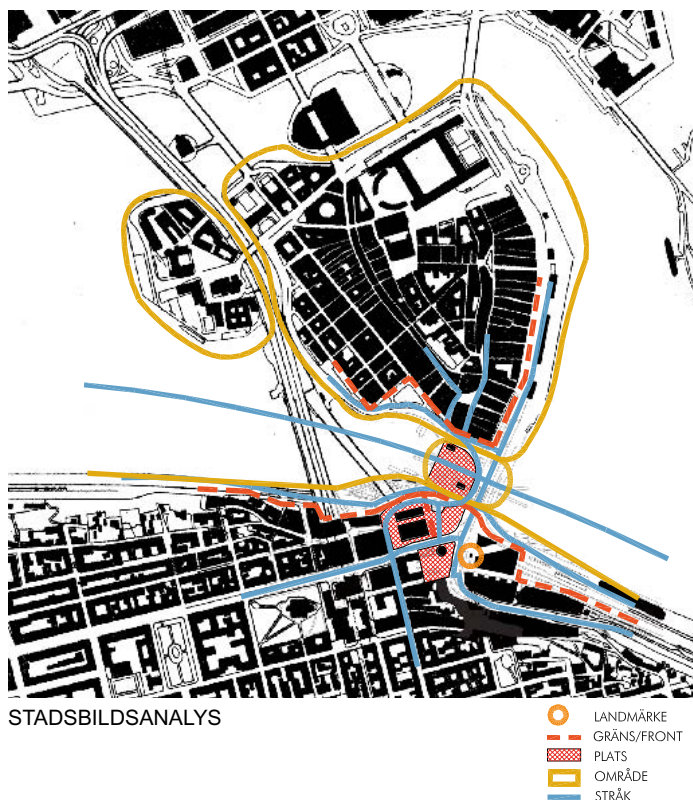 STADSBILDSANALYS
LANDMÄRKE
GRÄNS/FRONT
PLATS
OMRÅDE
STRÅK